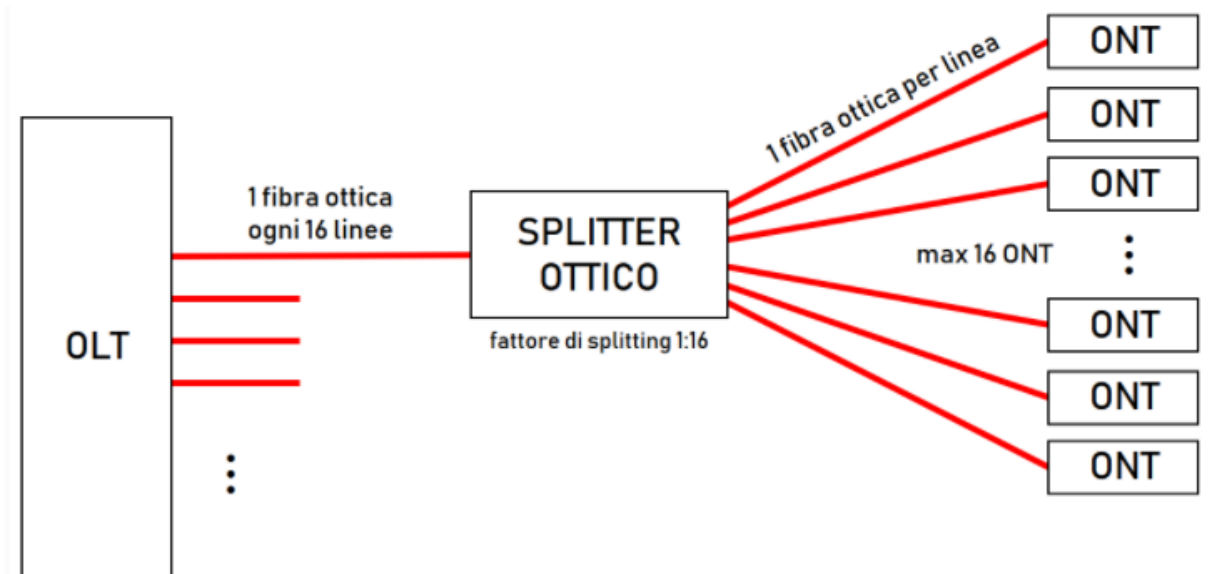 OLT
1 fibra ottica
ogni 16 linee
SPLITTER
OTTICO
fattore di splitting 1:16
1 fibra ottica per linea
ONT
ONT
ONT
max 16 ONT
ONT
ONT
ONT